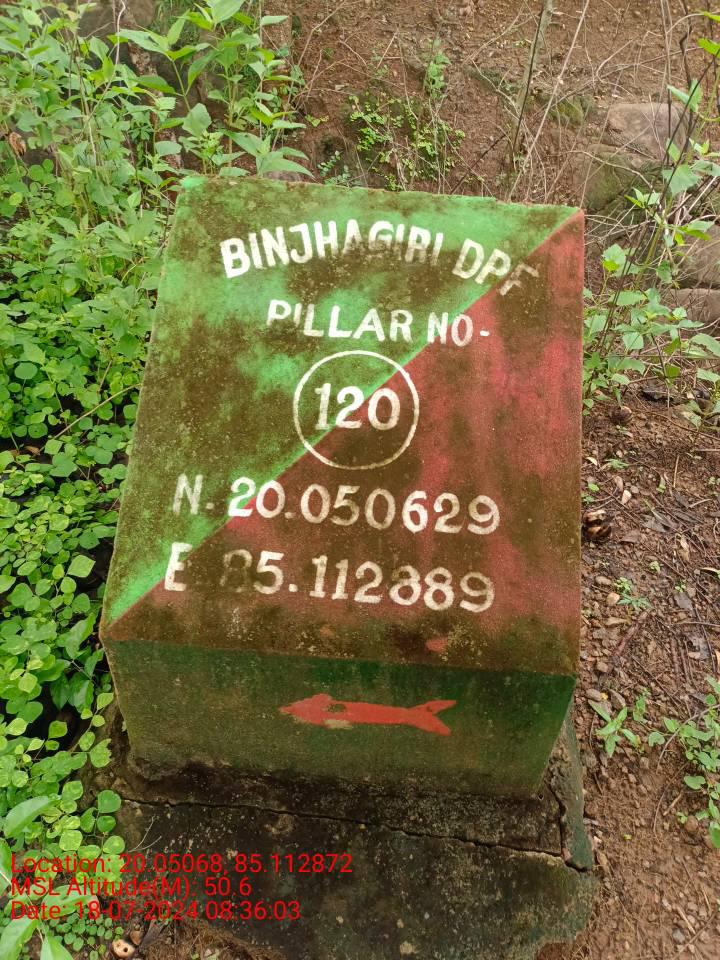 BINJHAGIRI DPF
PILLAR NO-
120
N. 20.050629
E 85.112889
Location: 20.05068, 85.112872
MSL Altitude(M): 50.6
Date: 18-07-2024 08:36:03